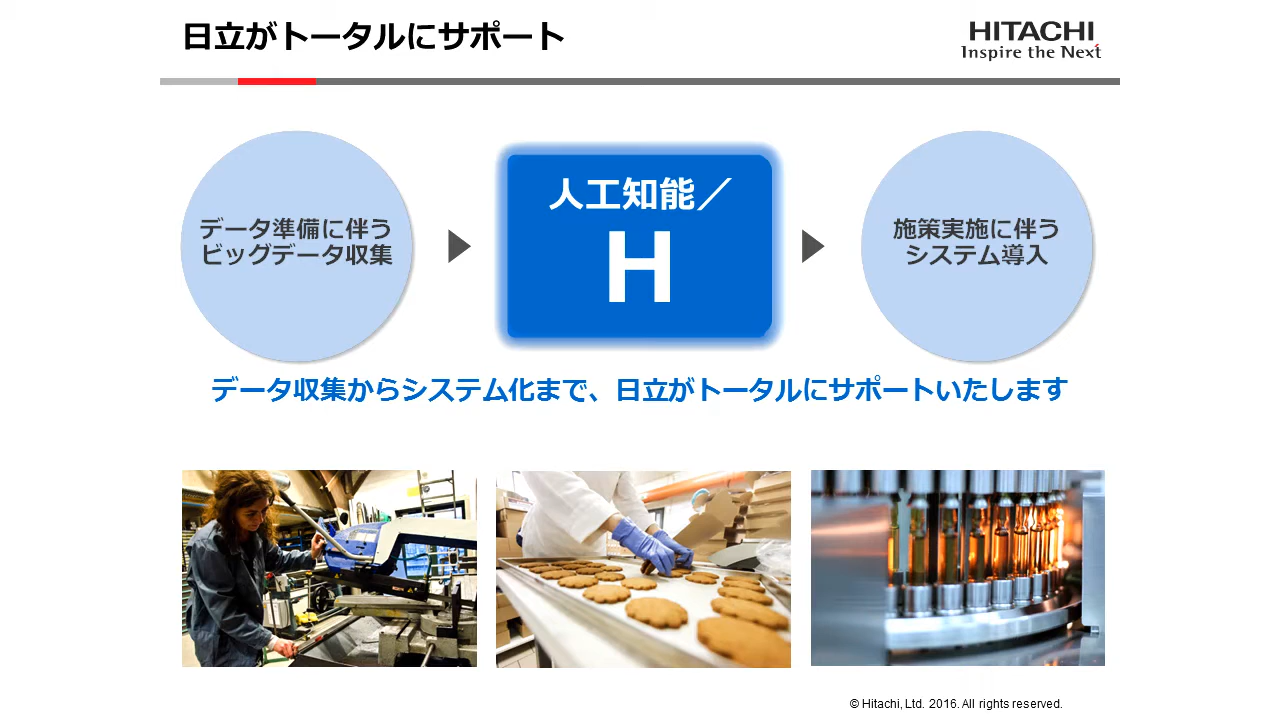 日立がトータルにサポート
HITACHI
Inspire the Next
データ準備に伴う
ビッグデータ収集
人工知能／
H
施策実施に伴う
システム導入
データ収集からシステム化まで、日立がトータルにサポートいたします
© Hitachi, Ltd. 2016. All rights reserved.